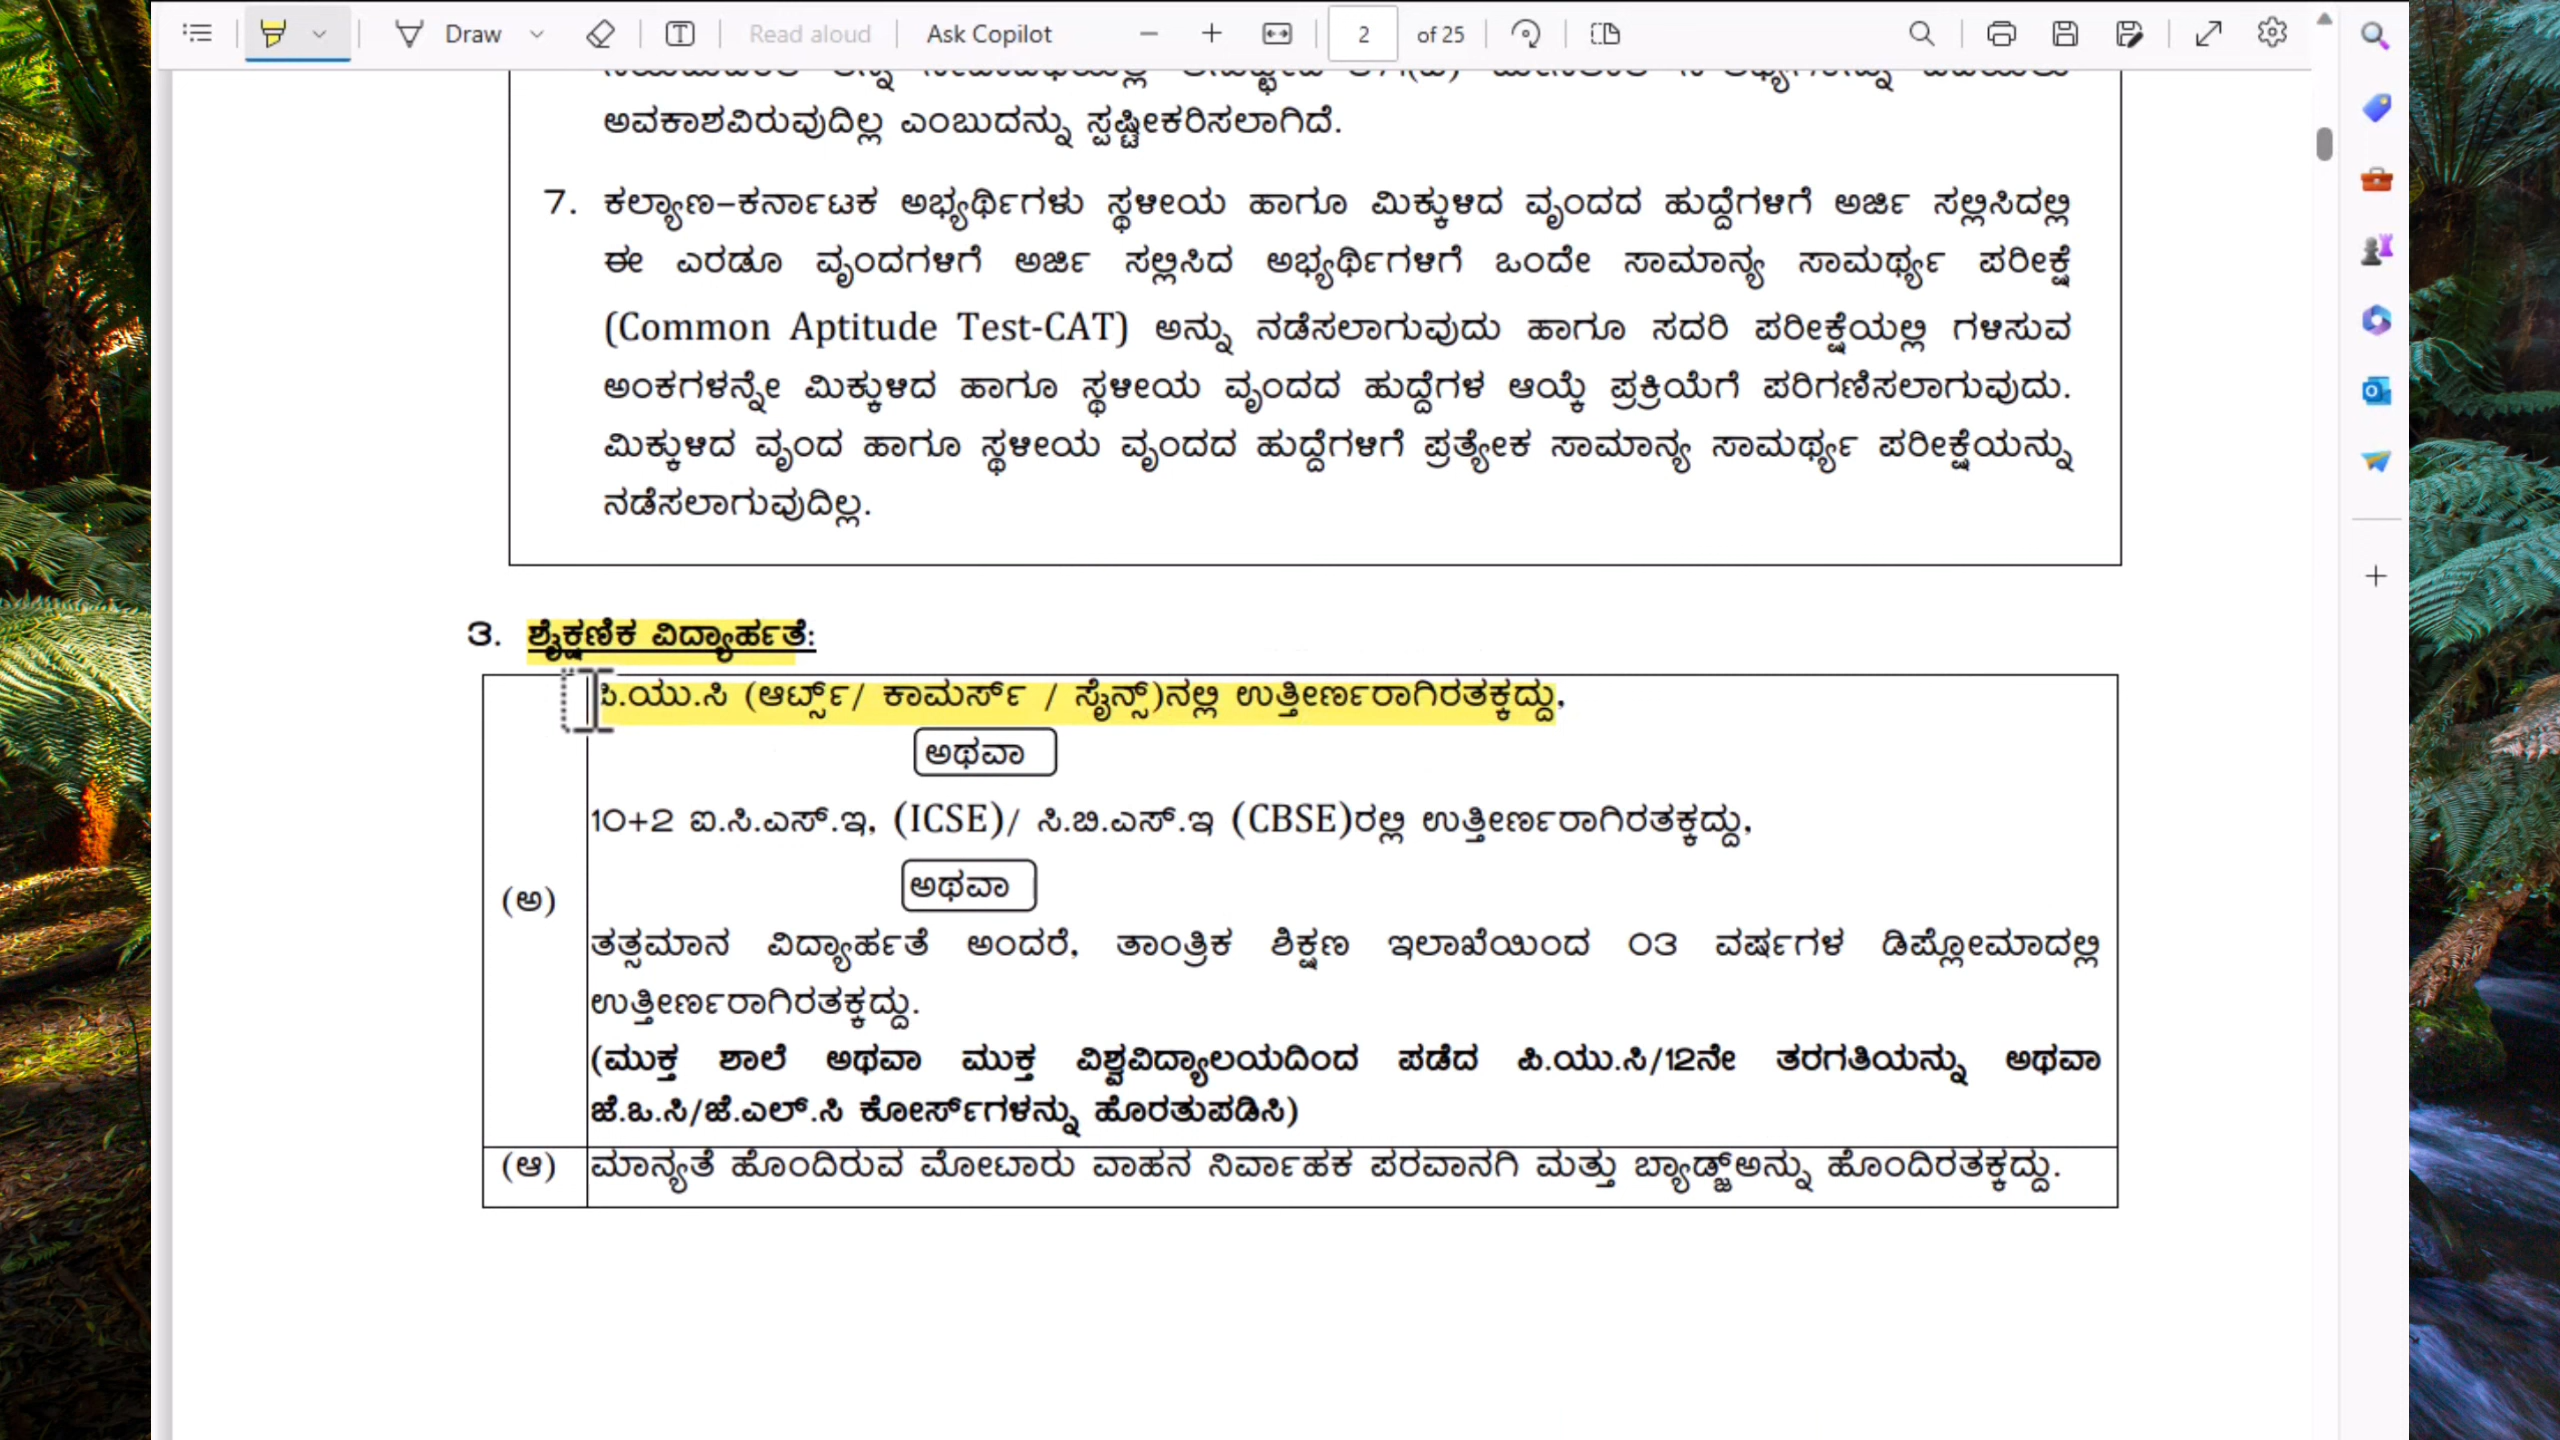 Draw
Read aloud
Ask Copilot
2
of 25
ಅವಕಾಶವಿರುವುದಿಲ್ಲ ಎಂಬುದನ್ನು ಸ್ಪಷ್ಟೀಕರಿಸಲಾಗಿದೆ.
7. ಕಲ್ಯಾಣ–ಕರ್ನಾಟಕ ಅಭ್ಯರ್ಥಿಗಳು ಸ್ಥಳೀಯ ಹಾಗೂ ಮಿಕ್ಕುಳಿದ ವೃಂದದ ಹುದ್ದೆಗಳಿಗೆ ಅರ್ಜಿ ಸಲ್ಲಿಸಿದಲ್ಲಿ
ಈ ಎರಡೂ ವೃಂದಗಳಿಗೆ ಅರ್ಜಿ ಸಲ್ಲಿಸಿದ ಅಭ್ಯರ್ಥಿಗಳಿಗೆ ಒಂದೇ ಸಾಮಾನ್ಯ ಸಾಮರ್ಥ್ಯ ಪರೀಕ್ಷೆ
(Common Aptitude Test-CAT) ಅನ್ನು ನಡೆಸಲಾಗುವುದು ಹಾಗೂ ಸದರಿ ಪರೀಕ್ಷೆಯಲ್ಲಿ ಗಳಿಸುವ
ಅಂಕಗಳನ್ನೇ ಮಿಕ್ಕುಳಿದ ಹಾಗೂ ಸ್ಥಳೀಯ ವೃಂದದ ಹುದ್ದೆಗಳ ಆಯ್ಕೆ ಪ್ರಕ್ರಿಯೆಗೆ ಪರಿಗಣಿಸಲಾಗುವುದು.
ಮಿಕ್ಕುಳಿದ ವೃಂದ ಹಾಗೂ ಸ್ಥಳೀಯ ವೃಂದದ ಹುದ್ದೆಗಳಿಗೆ ಪ್ರತ್ಯೇಕ ಸಾಮಾನ್ಯ ಸಾಮರ್ಥ್ಯ ಪರೀಕ್ಷೆಯನ್ನು
ನಡೆಸಲಾಗುವುದಿಲ್ಲ.
3. ಶೈಕ್ಷಣಿಕ ವಿದ್ಯಾರ್ಹತೆ:
ಪಿ.ಯು.ಸಿ (ಆರ್ಟ್ಸ್/ ಕಾಮರ್ಸ್ / ಸೈನ್ಸ್)ನಲ್ಲಿ ಉತ್ತೀರ್ಣರಾಗಿರತಕ್ಕದ್ದು,
ಅಥವಾ
10+2 ಐ.ಸಿ.ಎಸ್.ಇ, (ICSE)/ ಸಿ.ಬಿ.ಎಸ್.ಇ (CBSE)ರಲ್ಲಿ ಉತ್ತೀರ್ಣರಾಗಿರತಕ್ಕದ್ದು,
ಅಥವಾ
(ಅ)
ತತ್ಸಮಾನ ವಿದ್ಯಾರ್ಹತೆ ಅಂದರೆ, ತಾಂತ್ರಿಕ ಶಿಕ್ಷಣ ಇಲಾಖೆಯಿಂದ 03 ವರ್ಷಗಳ ಡಿಪ್ಲೋಮಾದಲ್ಲಿ
ಉತ್ತೀರ್ಣರಾಗಿರತಕ್ಕದ್ದು.
(ಮುಕ್ತ ಶಾಲೆ ಅಥವಾ ಮುಕ್ತ ವಿಶ್ವವಿದ್ಯಾಲಯದಿಂದ ಪಡೆದ ಪಿ.ಯು.ಸಿ/12ನೇ ತರಗತಿಯನ್ನು ಅಥವಾ
ಜೆ.ಒ.ಸಿ/ಜೆ.ಎಲ್.ಸಿ ಕೋರ್ಸ್‌ಗಳನ್ನು ಹೊರತುಪಡಿಸಿ)
(ಆ) ಮಾನ್ಯತೆ ಹೊಂದಿರುವ ಮೋಟಾರು ವಾಹನ ನಿರ್ವಾಹಕ ಪರವಾನಗಿ ಮತ್ತು ಬ್ಯಾಡ್ಜ್‌ಅನ್ನು ಹೊಂದಿರತಕ್ಕದ್ದು.